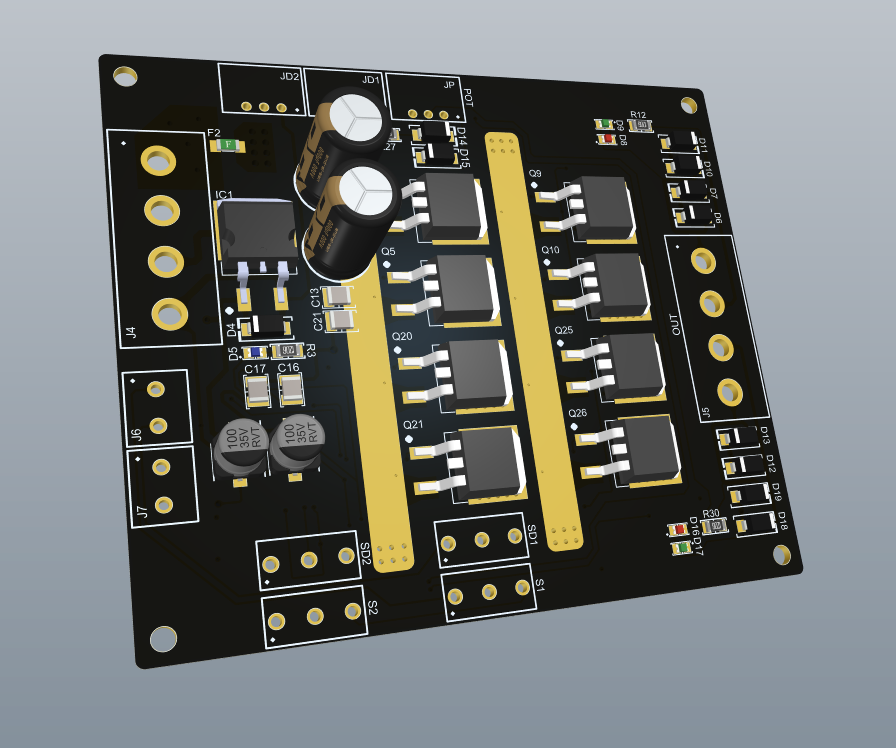 JD2
JD1
JP
POT
F2
F
27
D14
D15
D9
D8
R12
D11
D10
D7
D6
IC1
Q9
Q5
Q10
J4
C13
C21
D4
D5
R3
Q20
Q25
OUT
J5
C17
C16
Q21
Q26
J6
J7
100
35V
RVT
100
35V
RVT
D13
D12
D19
D18
R30
D16
D17
SD2
SD1
S2
S1